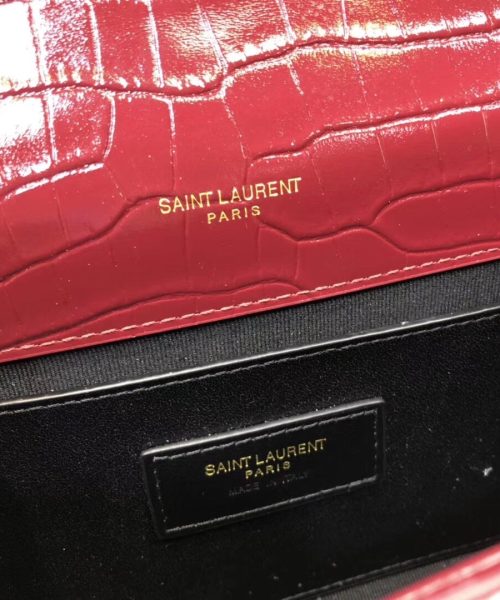 SAINT LAURENT
PARIS
SAINT LAURENT
PARIS
MADE IN ITALY